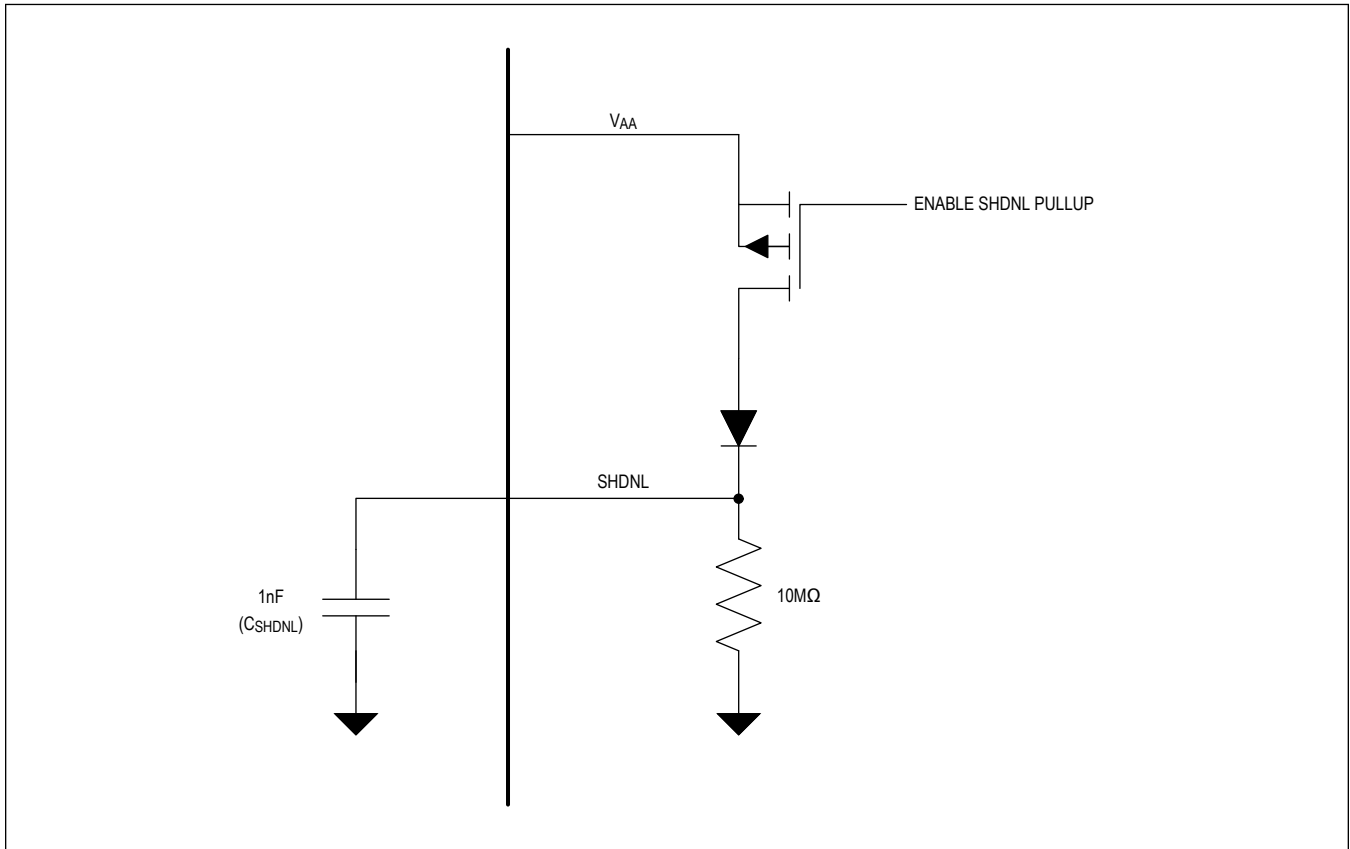 VAA
ENABLE SHDNL PULLUP
SHDNL
1nF
(CSHDNL)
10MΩ